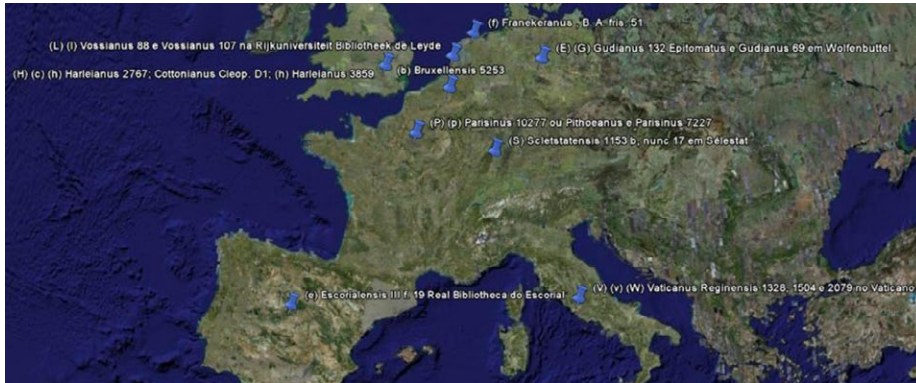 (f) Franekeranus , B. A. fris. 51
(L) (l) Vossianus 88 e Vossianus 107 na Rijkuniversiteit Bibliotheek de Leyde
(E) (G) Gudianus 132 Epitomatus e Gudianus 69 em Wolfenbuttel
(H) (c) (h) Harleianus 2767; Cottonianus Cleop. D1; (h) Harleianus 3859
(b) Bruxellensis 5253
(P) (p) Parisinus 10277 ou Pithoeanus e Parisinus 7227
(S) Scletstatensis 1153 b, nunc 17 em Sélestat
(e) Escorialensis III f. 19 Real Bibliotheca do Escorial
(V) (v) (W) Vaticanus Reginensis 1328, 1504 e 2079 no Vaticano